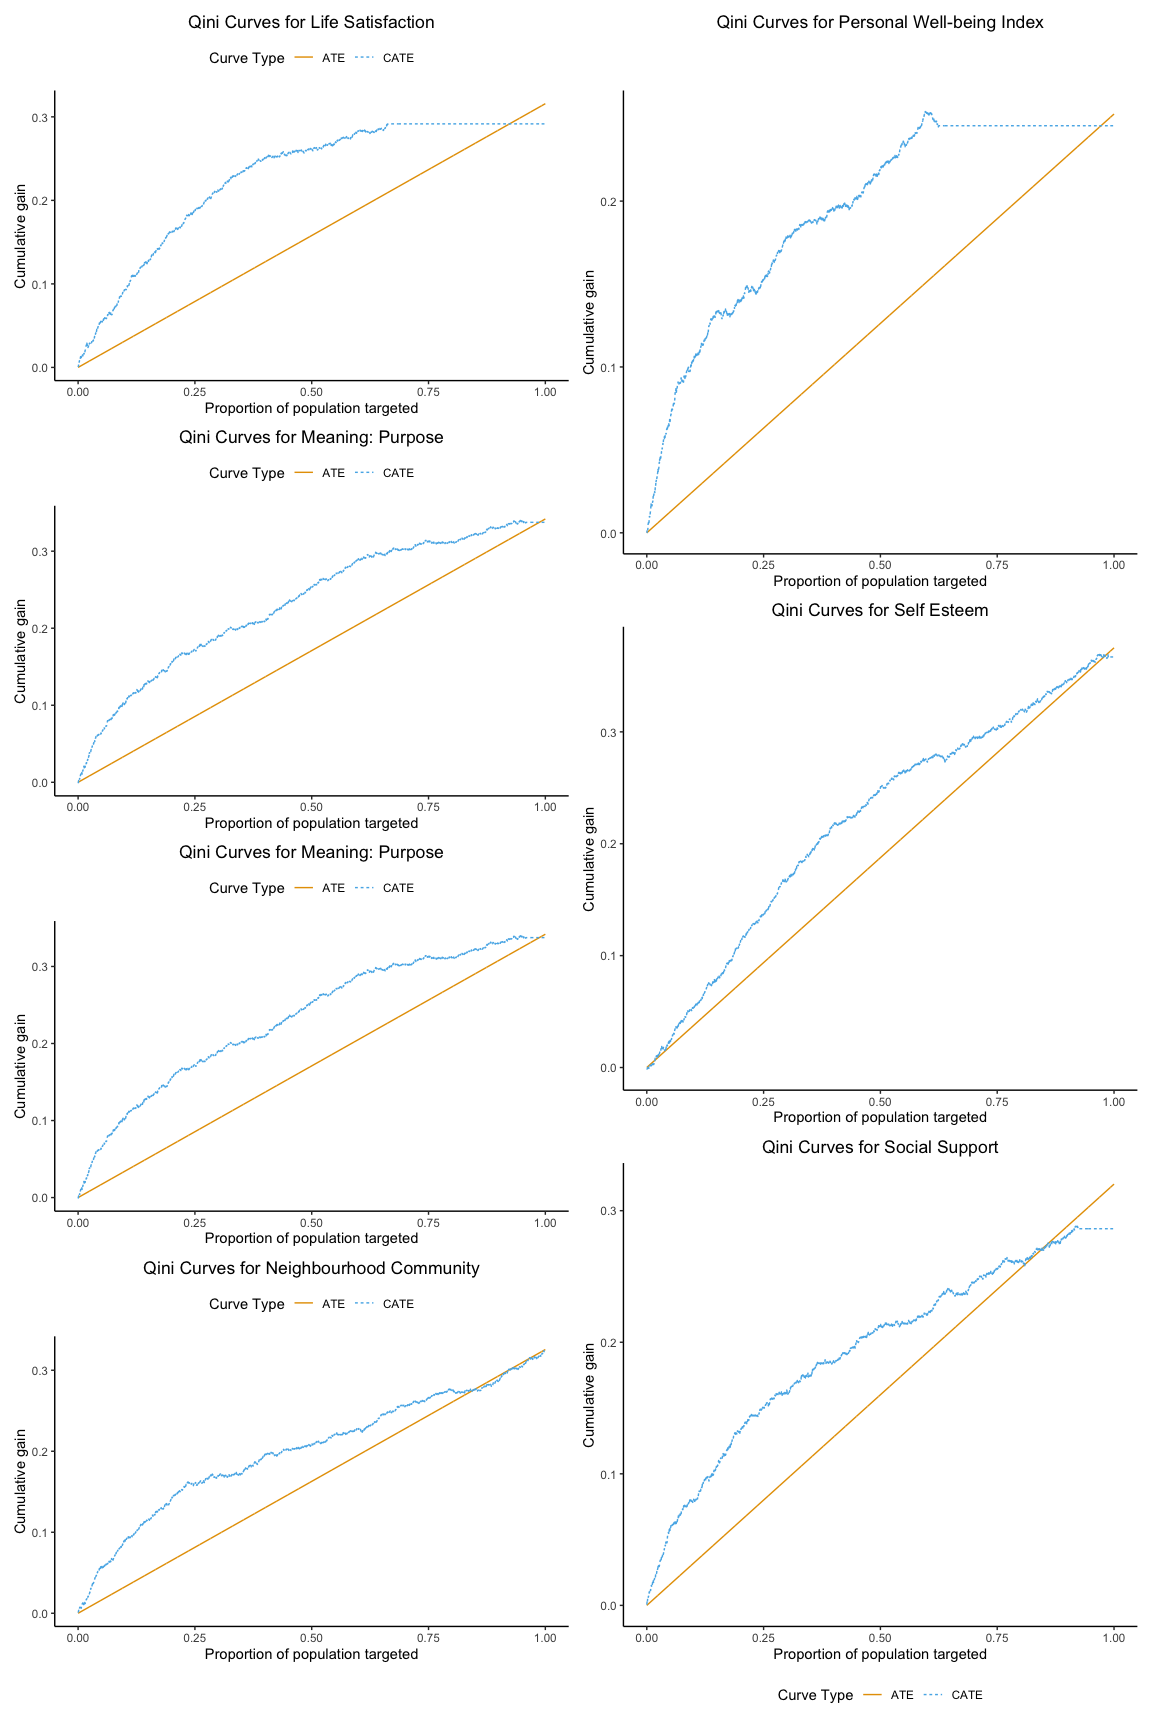 Qini Curves for Life Satisfaction
Curve Type ATE CATE
0.3
0.2
0.1
0.0
Cumulative gain
0.00 0.25 0.50 0.75 1.00
Proportion of population targeted
Qini Curves for Meaning: Purpose
Curve Type ATE CATE
0.3
0.2
0.1
0.0
Cumulative gain
0.00 0.25 0.50 0.75 1.00
Proportion of population targeted
Qini Curves for Meaning: Purpose
Curve Type ATE CATE
0.3
0.2
0.1
0.0
Cumulative gain
0.00 0.25 0.50 0.75 1.00
Proportion of population targeted
Qini Curves for Neighbourhood Community
Curve Type ATE CATE
0.3
0.2
0.1
0.0
Cumulative gain
0.00 0.25 0.50 0.75 1.00
Proportion of population targeted
Qini Curves for Personal Well-being Index
0.2
0.1
0.0
Cumulative gain
0.00 0.25 0.50 0.75 1.00
Proportion of population targeted
Qini Curves for Self Esteem
0.3
0.2
0.1
0.0
Cumulative gain
0.00 0.25 0.50 0.75 1.00
Proportion of population targeted
Qini Curves for Social Support
0.3
0.2
0.1
0.0
Cumulative gain
0.00 0.25 0.50 0.75 1.00
Proportion of population targeted
Curve Type ATE CATE